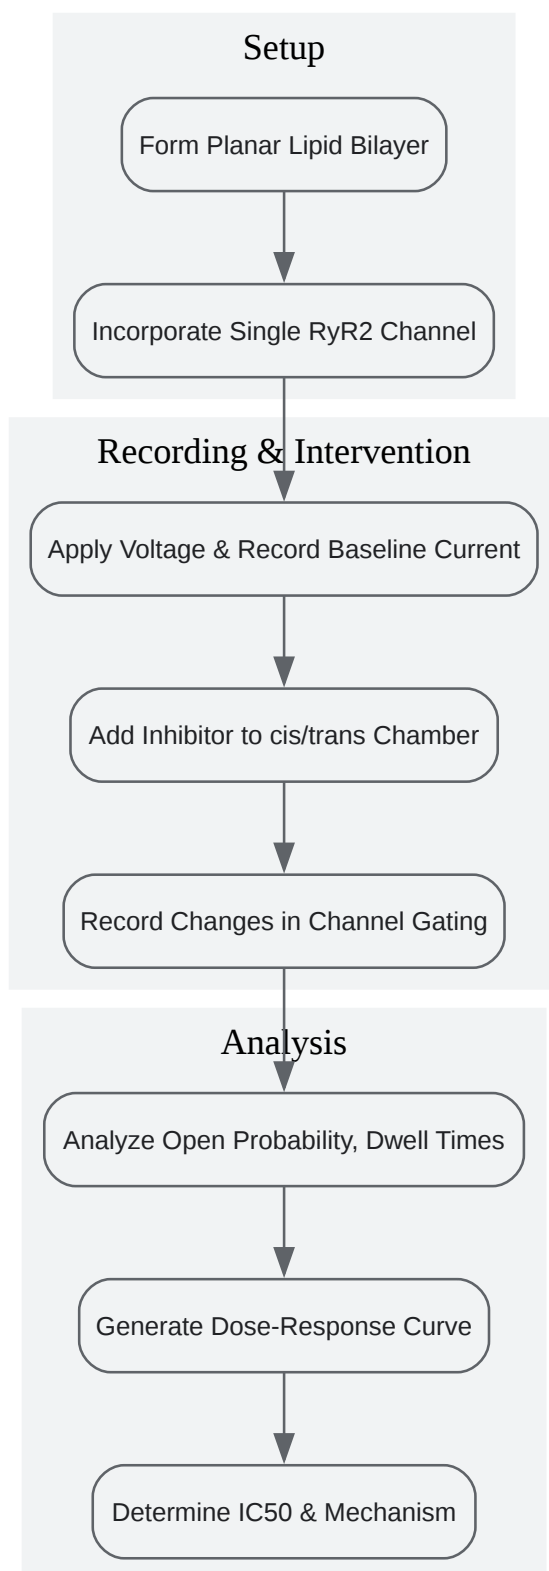 Setup
Form Planar Lipid Bilayer
Incorporate Single RyR2 Channel
Recording & Intervention
Apply Voltage & Record Baseline Current
Add Inhibitor to cis/trans Chamber
Record Changes in Channel Gating
Analysis
Analyze Open Probability, Dwell Times
Generate Dose-Response Curve
Determine IC50 & Mechanism